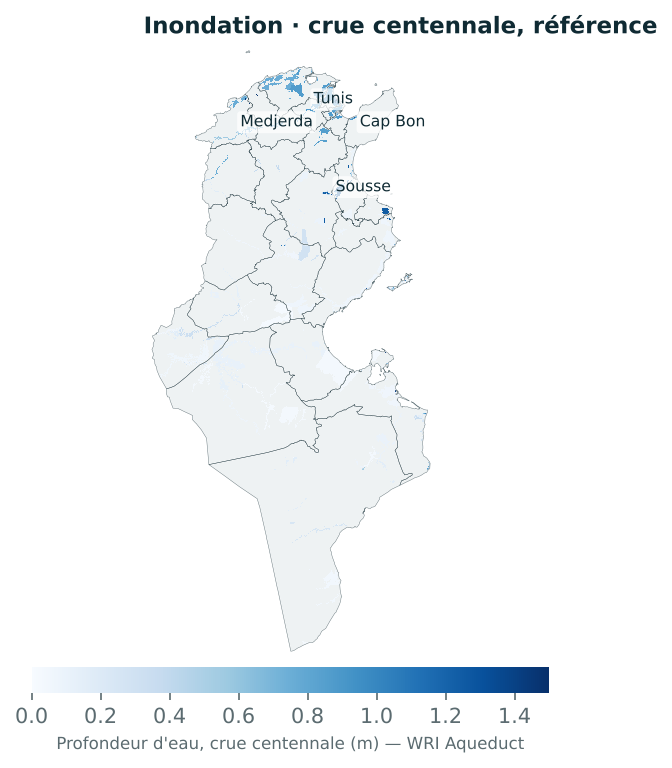 Inondation · crue centennale, référence
Tunis
Medjerda
Cap Bon
Sousse
0.0 0.2 0.4 0.6 0.8 1.0 1.2 1.4
Profondeur d'eau, crue centennale (m) — WRI Aqueduct